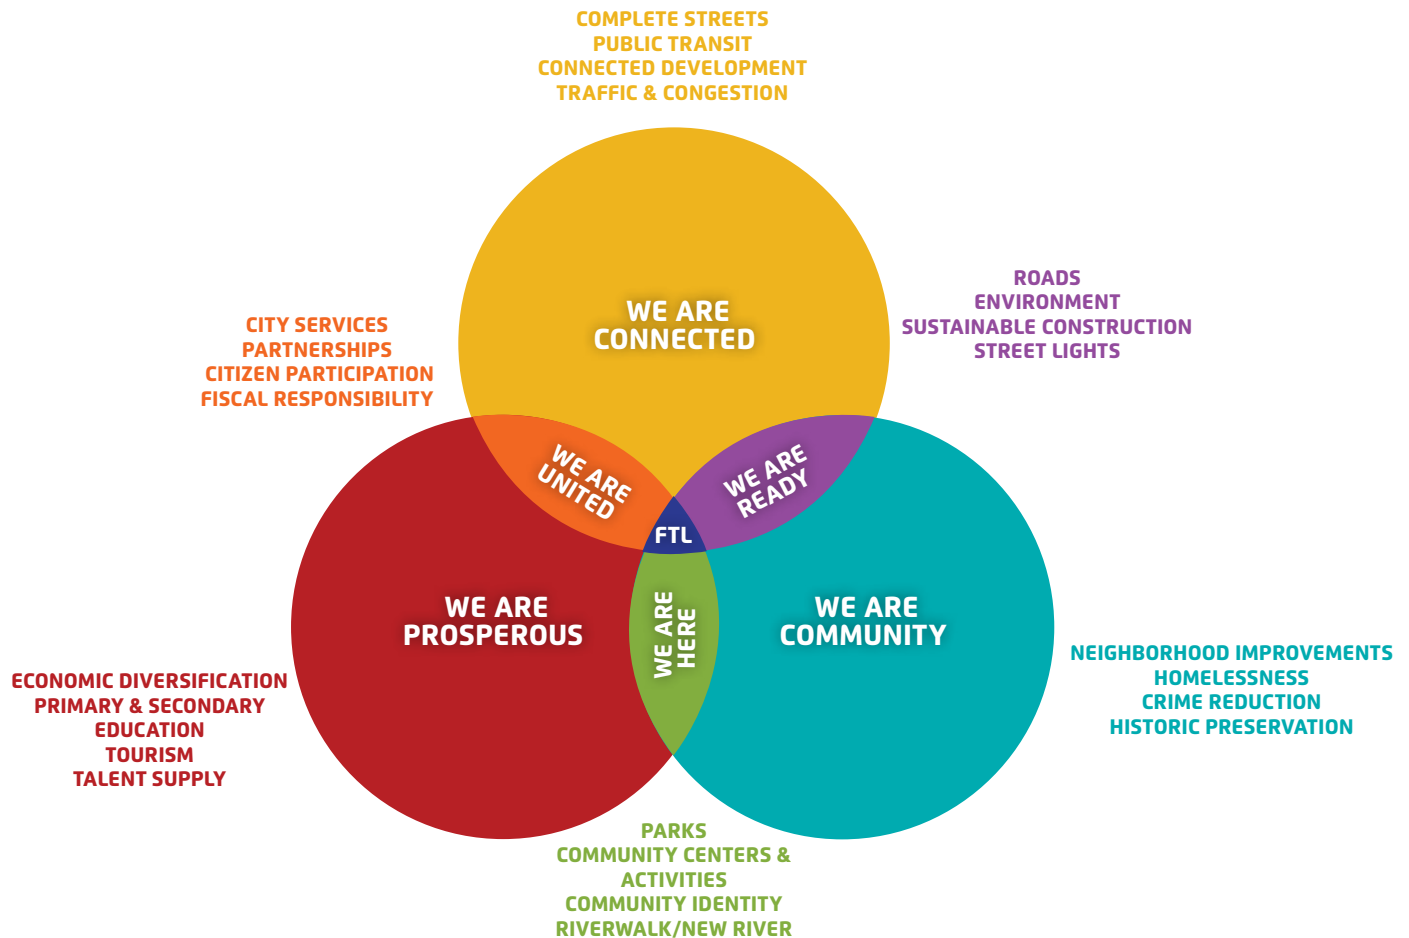 COMPLETE STREETS
PUBLIC TRANSIT
CONNECTED DEVELOPMENT
TRAFFIC & CONGESTION
WE ARE
CONNECTED
ROADS
ENVIRONMENT
SUSTAINABLE CONSTRUCTION
STREET LIGHTS
CITY SERVICES
PARTNERSHIPS
CITIZEN PARTICIPATION
FISCAL RESPONSIBILITY
WE ARE
UNITED
WE ARE
READY
FTL
WE ARE
PROSPEROUS
WE ARE
HERE
WE ARE
COMMUNITY
ECONOMIC DIVERSIFICATION
PRIMARY & SECONDARY
EDUCATION
TOURISM
TALENT SUPPLY
NEIGHBORHOOD IMPROVEMENTS
HOMELESSNESS
CRIME REDUCTION
HISTORIC PRESERVATION
PARKS
COMMUNITY CENTERS &
ACTIVITIES
COMMUNITY IDENTITY
RIVERWALK/NEW RIVER